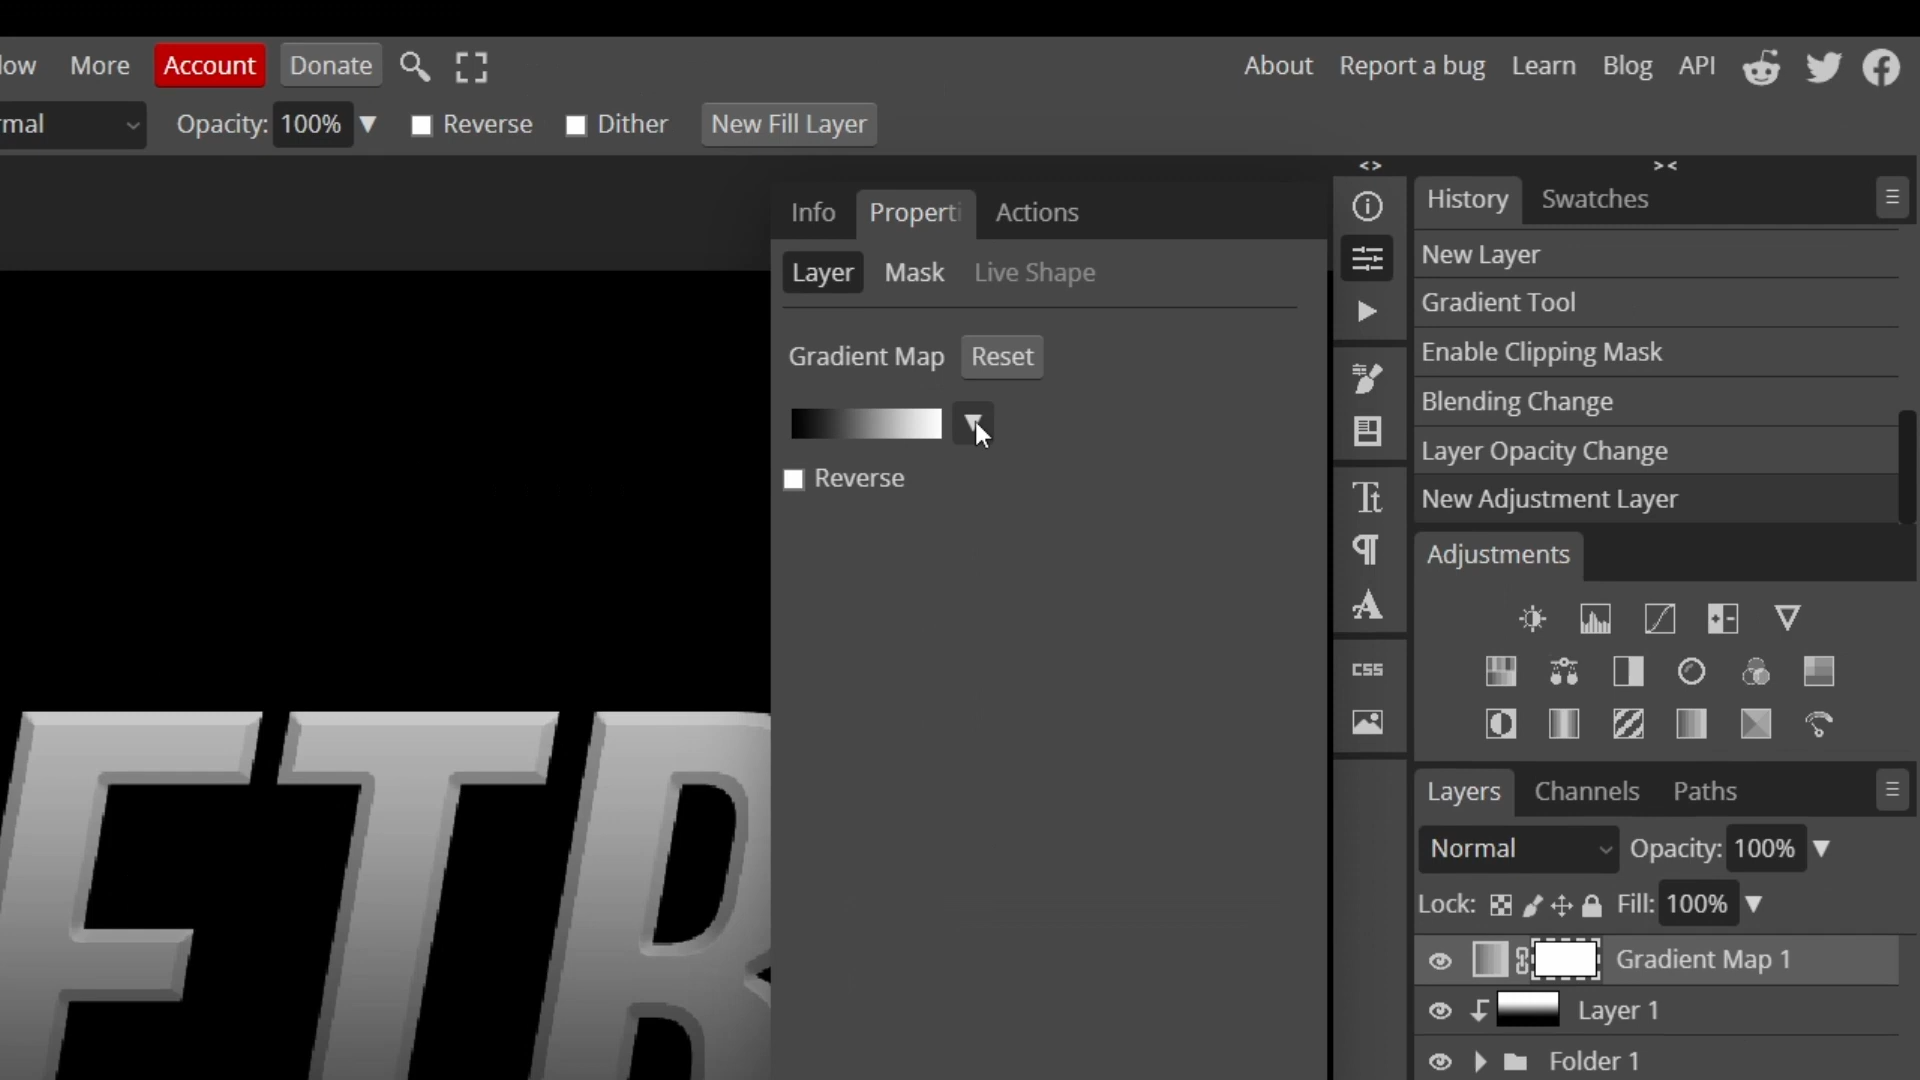 low More Account Donate About Report a bug Learn Blog API
rmal Opacity: 100% Reverse Dither New Fill Layer
Info Properti Actions
Layer Mask Live Shape
Gradient Map Reset
Reverse
CSS
History Swatches
New Layer
Gradient Tool
Enable Clipping Mask
Blending Change
Layer Opacity Change
New Adjustment Layer
Adjustments
Layers Channels Paths
Normal Opacity: 100%
Lock: Fill: 100%
Gradient Map 1
Layer 1
Folder 1
FTR